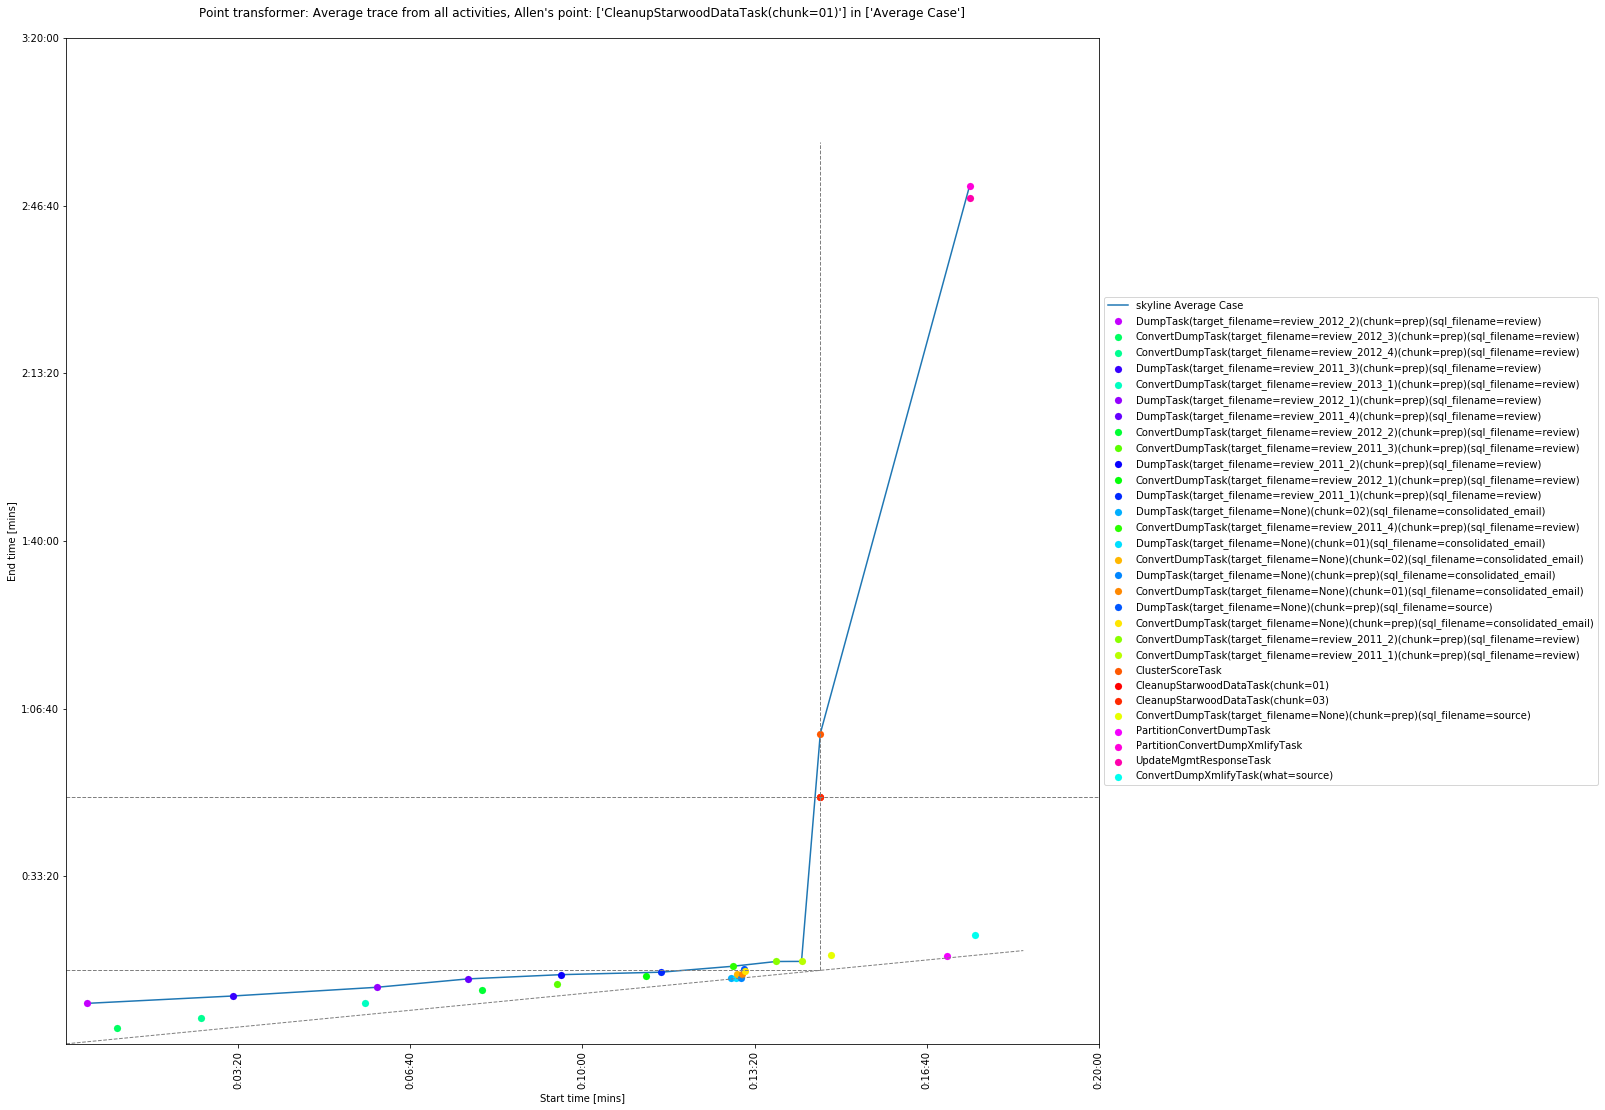 Point transformer: Average trace from all activities, Allen's point: ['CleanupStarwoodDataTask(chunk=01)'] in ['Average Case']
3:20:00
2:46:40
2:13:20
1:40:00
1:06:40
0:33:20
End time [mins]
0:03:20
0:06:40
0:10:00
0:13:20
0:16:40
0:20:00
Start time [mins]
skyline Average Case
DumpTask(target_filename=review_2012_2)(chunk=prep)(sql_filename=review)
ConvertDumpTask(target_filename=review_2012_3)(chunk=prep)(sql_filename=review)
ConvertDumpTask(target_filename=review_2012_4)(chunk=prep)(sql_filename=review)
DumpTask(target_filename=review_2011_3)(chunk=prep)(sql_filename=review)
ConvertDumpTask(target_filename=review_2013_1)(chunk=prep)(sql_filename=review)
DumpTask(target_filename=review_2012_1)(chunk=prep)(sql_filename=review)
DumpTask(target_filename=review_2011_4)(chunk=prep)(sql_filename=review)
ConvertDumpTask(target_filename=review_2012_2)(chunk=prep)(sql_filename=review)
ConvertDumpTask(target_filename=review_2011_3)(chunk=prep)(sql_filename=review)
DumpTask(target_filename=review_2011_2)(chunk=prep)(sql_filename=review)
ConvertDumpTask(target_filename=review_2012_1)(chunk=prep)(sql_filename=review)
DumpTask(target_filename=review_2011_1)(chunk=prep)(sql_filename=review)
DumpTask(target_filename=None)(chunk=02)(sql_filename=consolidated_email)
ConvertDumpTask(target_filename=review_2011_4)(chunk=prep)(sql_filename=review)
DumpTask(target_filename=None)(chunk=01)(sql_filename=consolidated_email)
ConvertDumpTask(target_filename=None)(chunk=02)(sql_filename=consolidated_email)
DumpTask(target_filename=None)(chunk=prep)(sql_filename=consolidated_email)
ConvertDumpTask(target_filename=None)(chunk=01)(sql_filename=consolidated_email)
DumpTask(target_filename=None)(chunk=prep)(sql_filename=source)
ConvertDumpTask(target_filename=None)(chunk=prep)(sql_filename=consolidated_email)
ConvertDumpTask(target_filename=review_2011_2)(chunk=prep)(sql_filename=review)
ConvertDumpTask(target_filename=review_2011_1)(chunk=prep)(sql_filename=review)
ClusterScoreTask
CleanupStarwoodDataTask(chunk=01)
CleanupStarwoodDataTask(chunk=03)
ConvertDumpTask(target_filename=None)(chunk=prep)(sql_filename=source)
PartitionConvertDumpTask
PartitionConvertDumpXmlifyTask
UpdateMgmtResponseTask
ConvertDumpXmlifyTask(what=source)